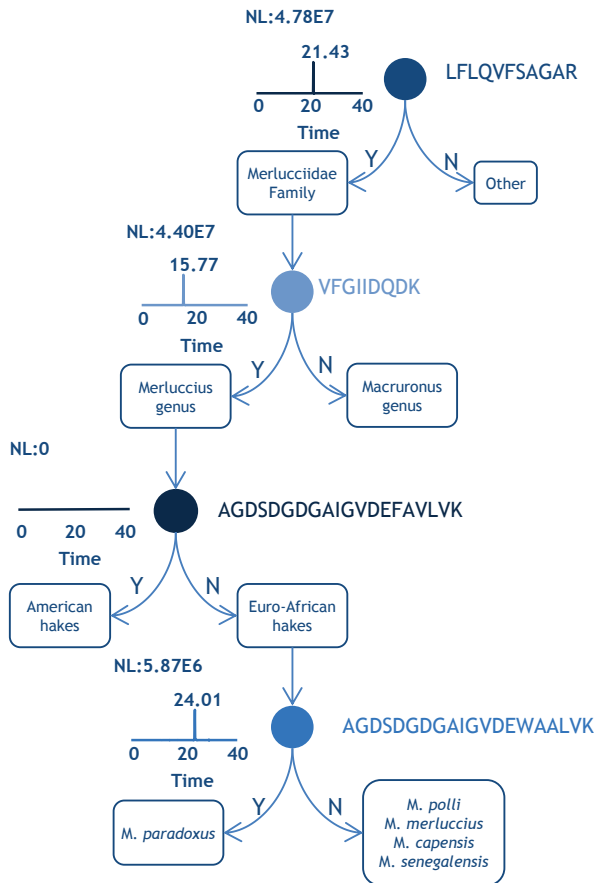 NL:4.78E7
21.43
LFLQVFSAGAR
0 20 40
Time
Y
N
Merlucciidae
Family
Other
NL:4.40E7
15.77
VFGIIDQDK
0 20 40
Time
Y
N
Merluccius
genus
Macruronus
genus
NL:0
AGDSDGDGAIGVDEFAVLVK
0 20 40
Time
Y
N
American
hakes
Euro-African
hakes
NL:5.87E6
24.01
AGDSDGDGAIGVDEWAALVK
0 20 40
Time
Y
N
M. paradoxus
M. polli
M. merluccius
M. capensis
M. senegalensis